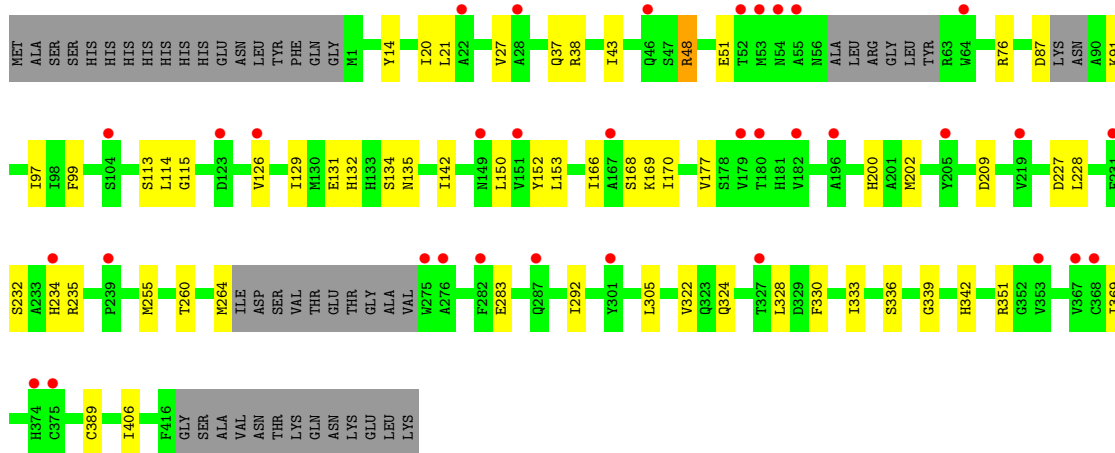 MET ALA SER SER HIS HIS HIS HIS HIS HIS HIS HIS GLU ASN LEU TYR PHE GLN GLY M1 Y14 I20 L21 A22 V27 A28 Q37 R38 I43 Q46 S47 R48 E51 T52 M53 N54 A55 N56 ALA LEU ARG GLY LEU TYR R63 W64 R76 D87 LYS ASN A90 K91
I97 I98 F99 S104 S113 L114 G115 D123 V126 I129 M130 E131 H132 H133 S134 N135 I142 N149 L150 V151 Y152 L153 I166 A167 S168 K169 I170 V177 S178 V179 T180 H181 V182 A196 H200 A201 M202 Y205 D209 V219 D227 L228
S232 A233 H234 R235 P239 M255 T260 M264 ILE ASP SER VAL THR GLU THR GLY ALA VAL W275 A276 F282 E283 Q287 I292 Y301 L305 V322 Q323 Q324 T327 L328 D329 F330 I333 S336 G339 H342 R351 G352 V353 V367 C368 I369
H374 C375 C389 I406 F416 GLY SER ALA VAL ASN THR LYS GLN ASN LYS GLU LEU LYS